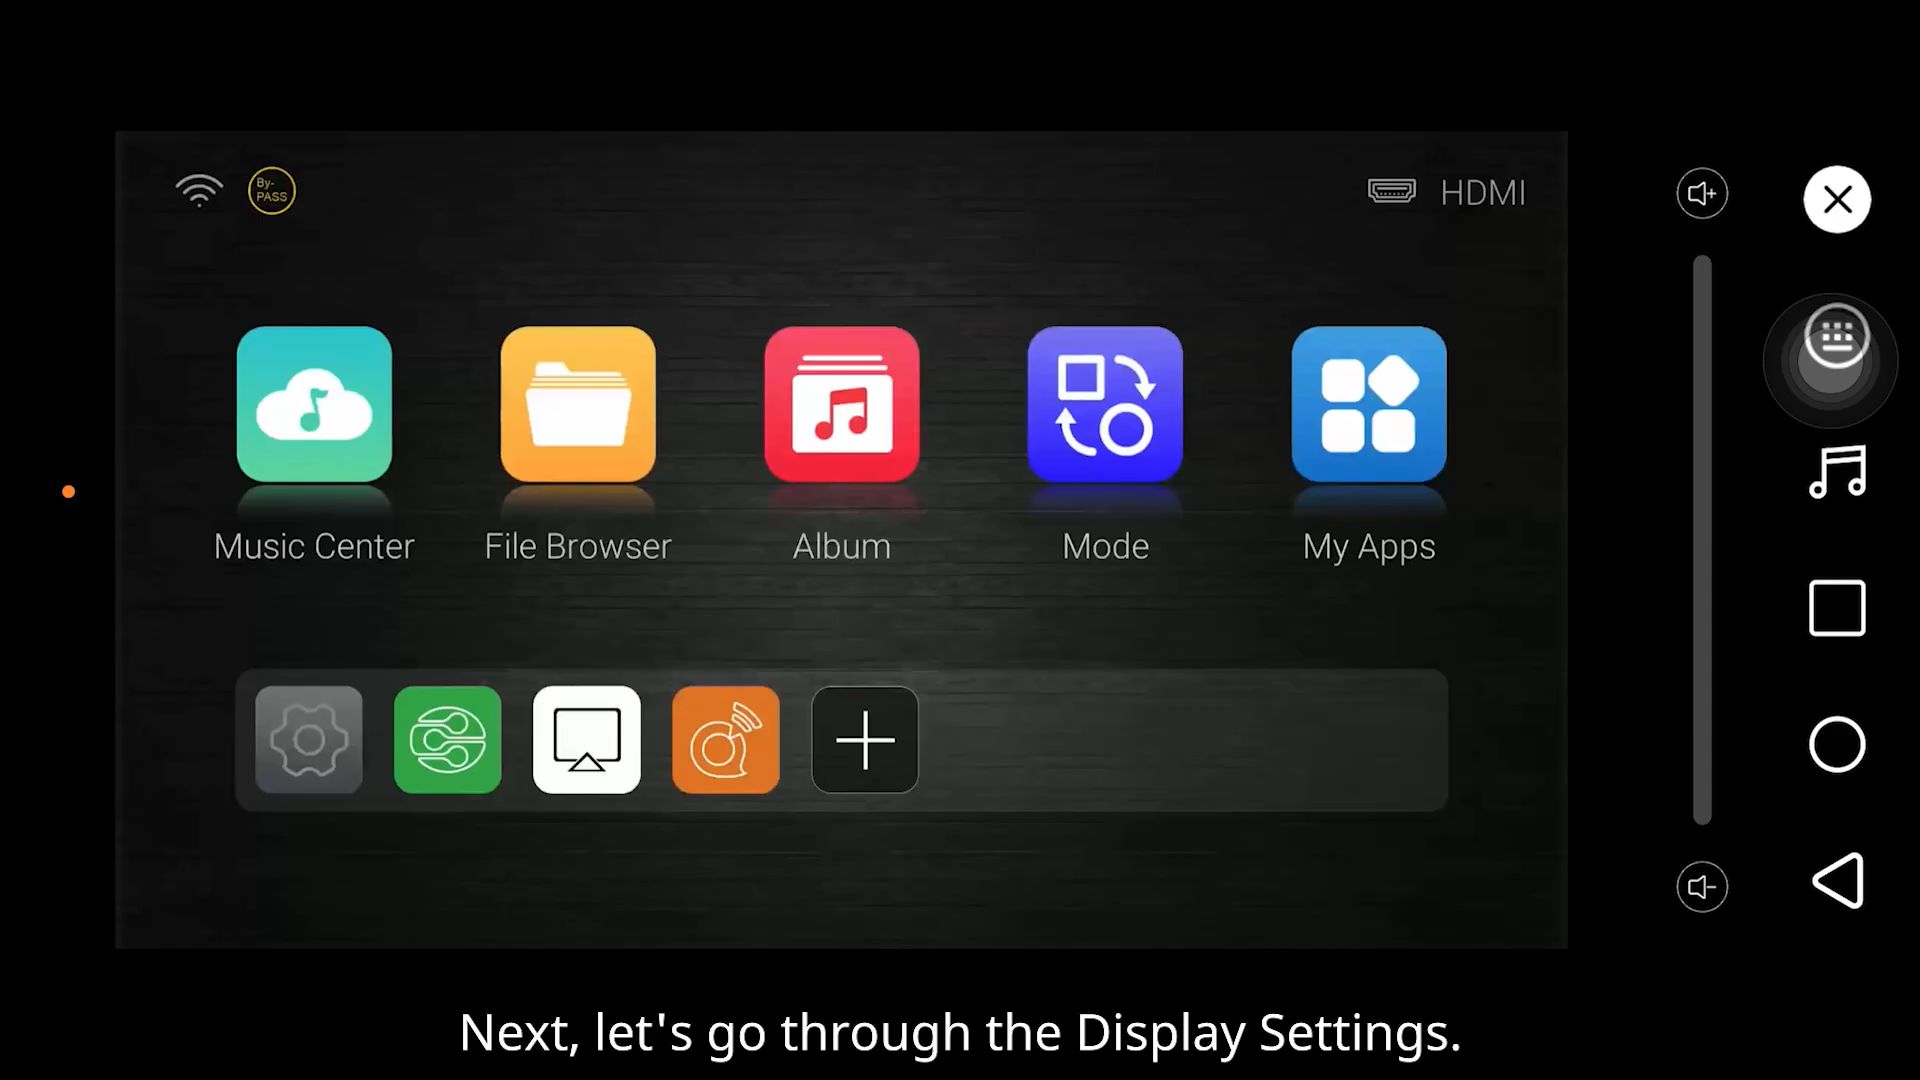 By-
PASS
HDMI
Music Center
File Browser
Album
Mode
My Apps
Next, let's go through the Display Settings.